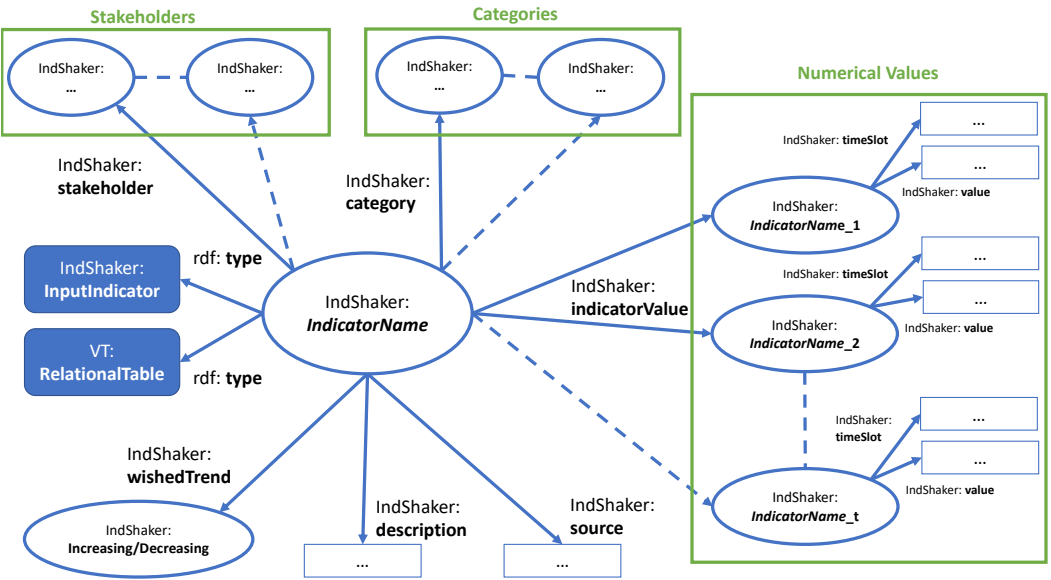 Stakeholders
Categories
IndShaker:
...
IndShaker:
...
IndShaker:
...
IndShaker:
...
Numerical Values
IndShaker:
stakeholder
IndShaker:
category
IndShaker: timeSlot
...
...
IndShaker: value
IndShaker:
IndicatorName_1
rdf: type
IndShaker:
InputIndicator
IndShaker:
IndicatorName
IndShaker:
indicatorValue
IndShaker: timeSlot
...
...
IndShaker: value
IndShaker:
IndicatorName_2
VT:
RelationalTable
rdf: type
IndShaker:
timeSlot
...
...
IndShaker: value
IndShaker:
IndicatorName_t
IndShaker:
wishedTrend
IndShaker:
Increasing/Decreasing
IndShaker:
description
...
IndShaker:
source
...